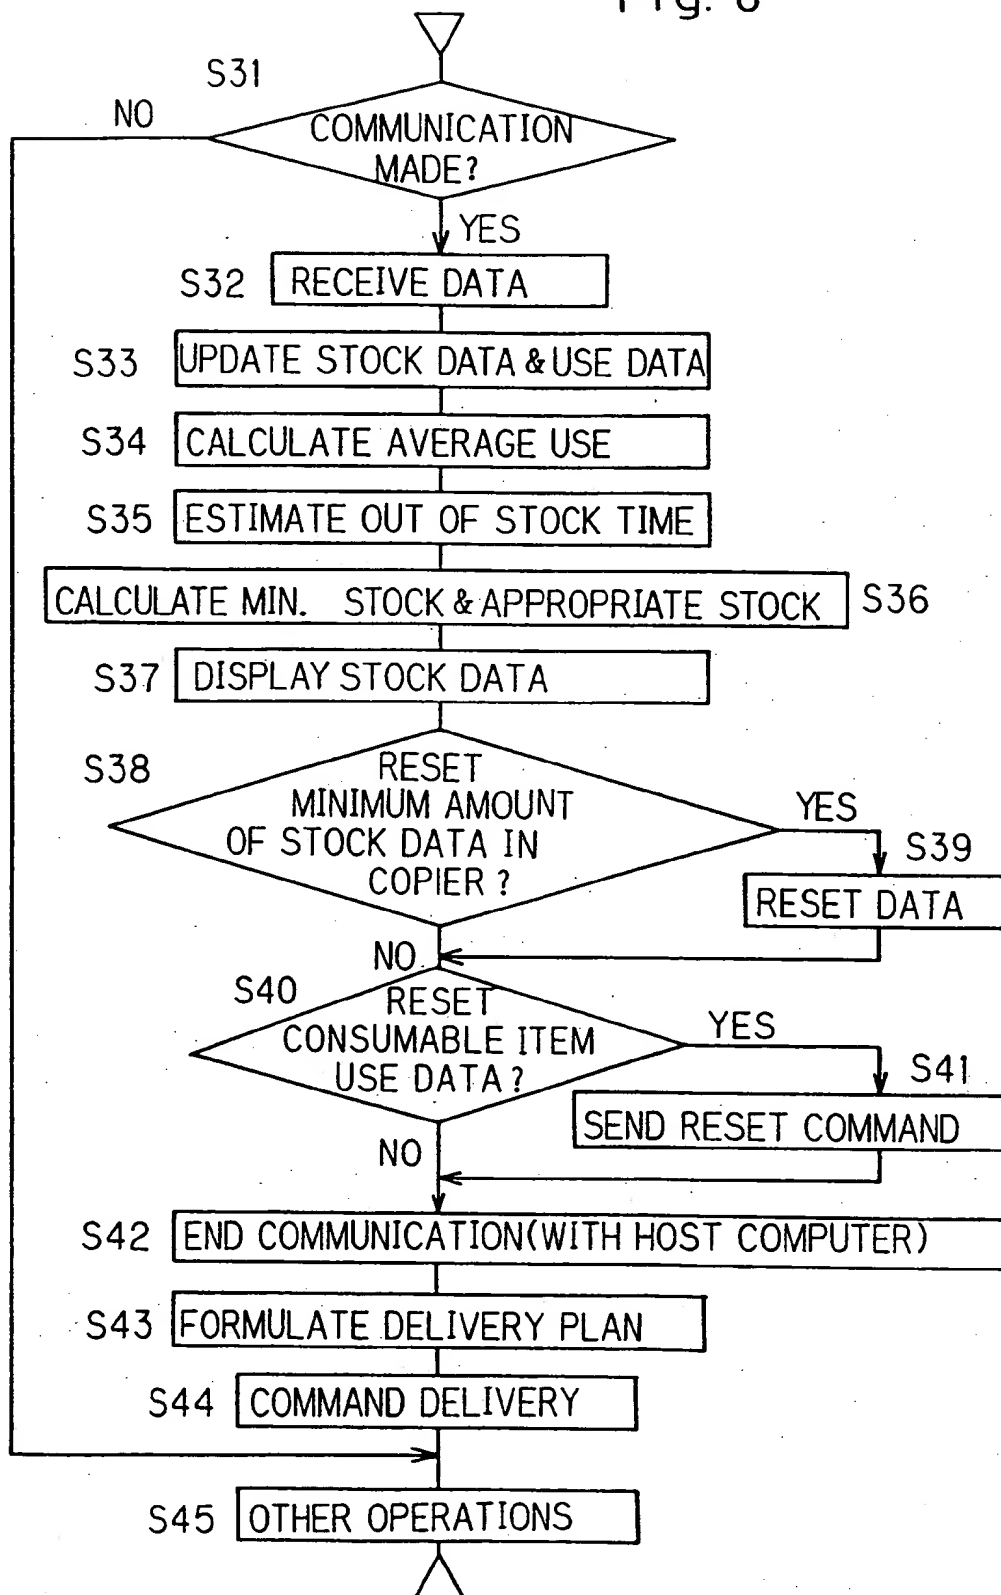 S31
NO
COMMUNICATION
MADE?
YES
S32
RECEIVE DATA
S33
UPDATE STOCK DATA & USE DATA
S34
CALCULATE AVERAGE USE
S35
ESTIMATE OUT OF STOCK TIME
CALCULATE MIN. STOCK & APPROPRIATE STOCK
S36
S37
DISPLAY STOCK DATA
S38
RESET
MINIMUM AMOUNT
OF STOCK DATA IN
COPIER ?
YES
S39
RESET DATA
NO
S40
RESET
CONSUMABLE ITEM
USE DATA ?
YES
S41
SEND RESET COMMAND
NO
S42
END COMMUNICATION(WITH HOST COMPUTER)
S43
FORMULATE DELIVERY PLAN
S44
COMMAND DELIVERY
S45
OTHER OPERATIONS